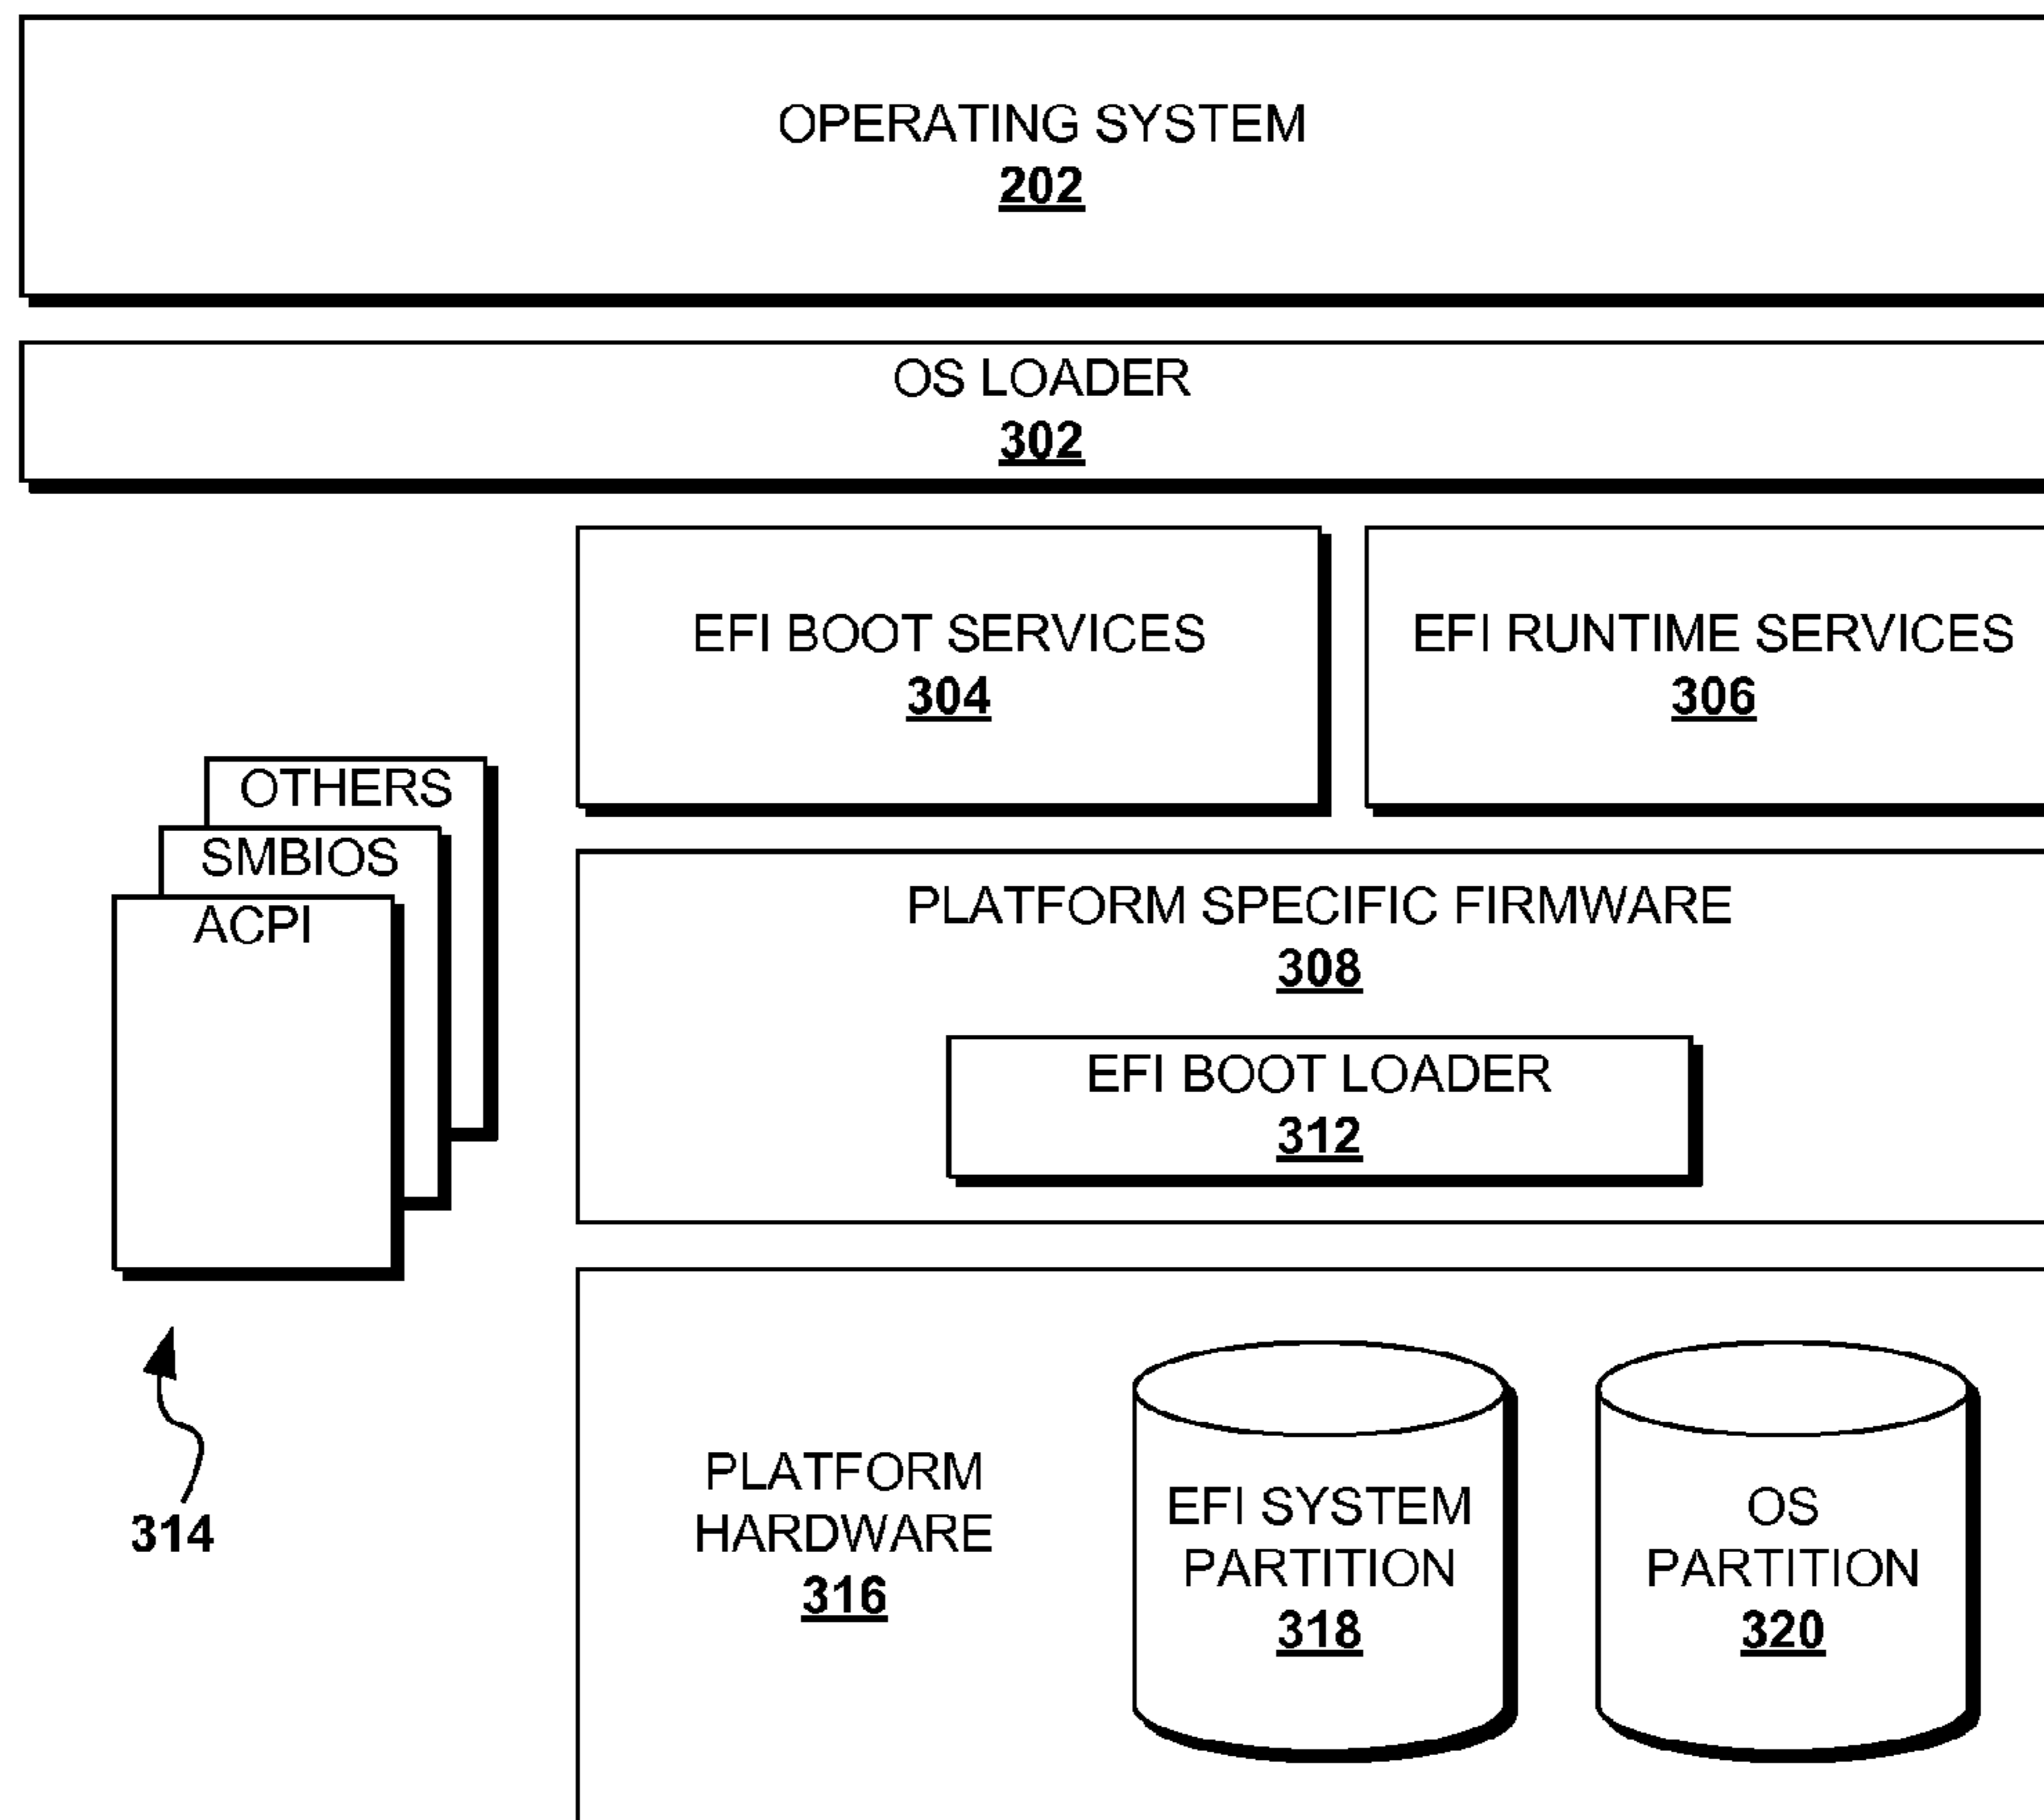 OPERATING SYSTEM
202
OS LOADER
302
EFI BOOT SERVICES
304
EFI RUNTIME SERVICES
306
OTHERS
SMBIOS
ACPI
314
PLATFORM SPECIFIC FIRMWARE
308
EFI BOOT LOADER
312
PLATFORM
HARDWARE
316
EFI SYSTEM
PARTITION
318
OS
PARTITION
320